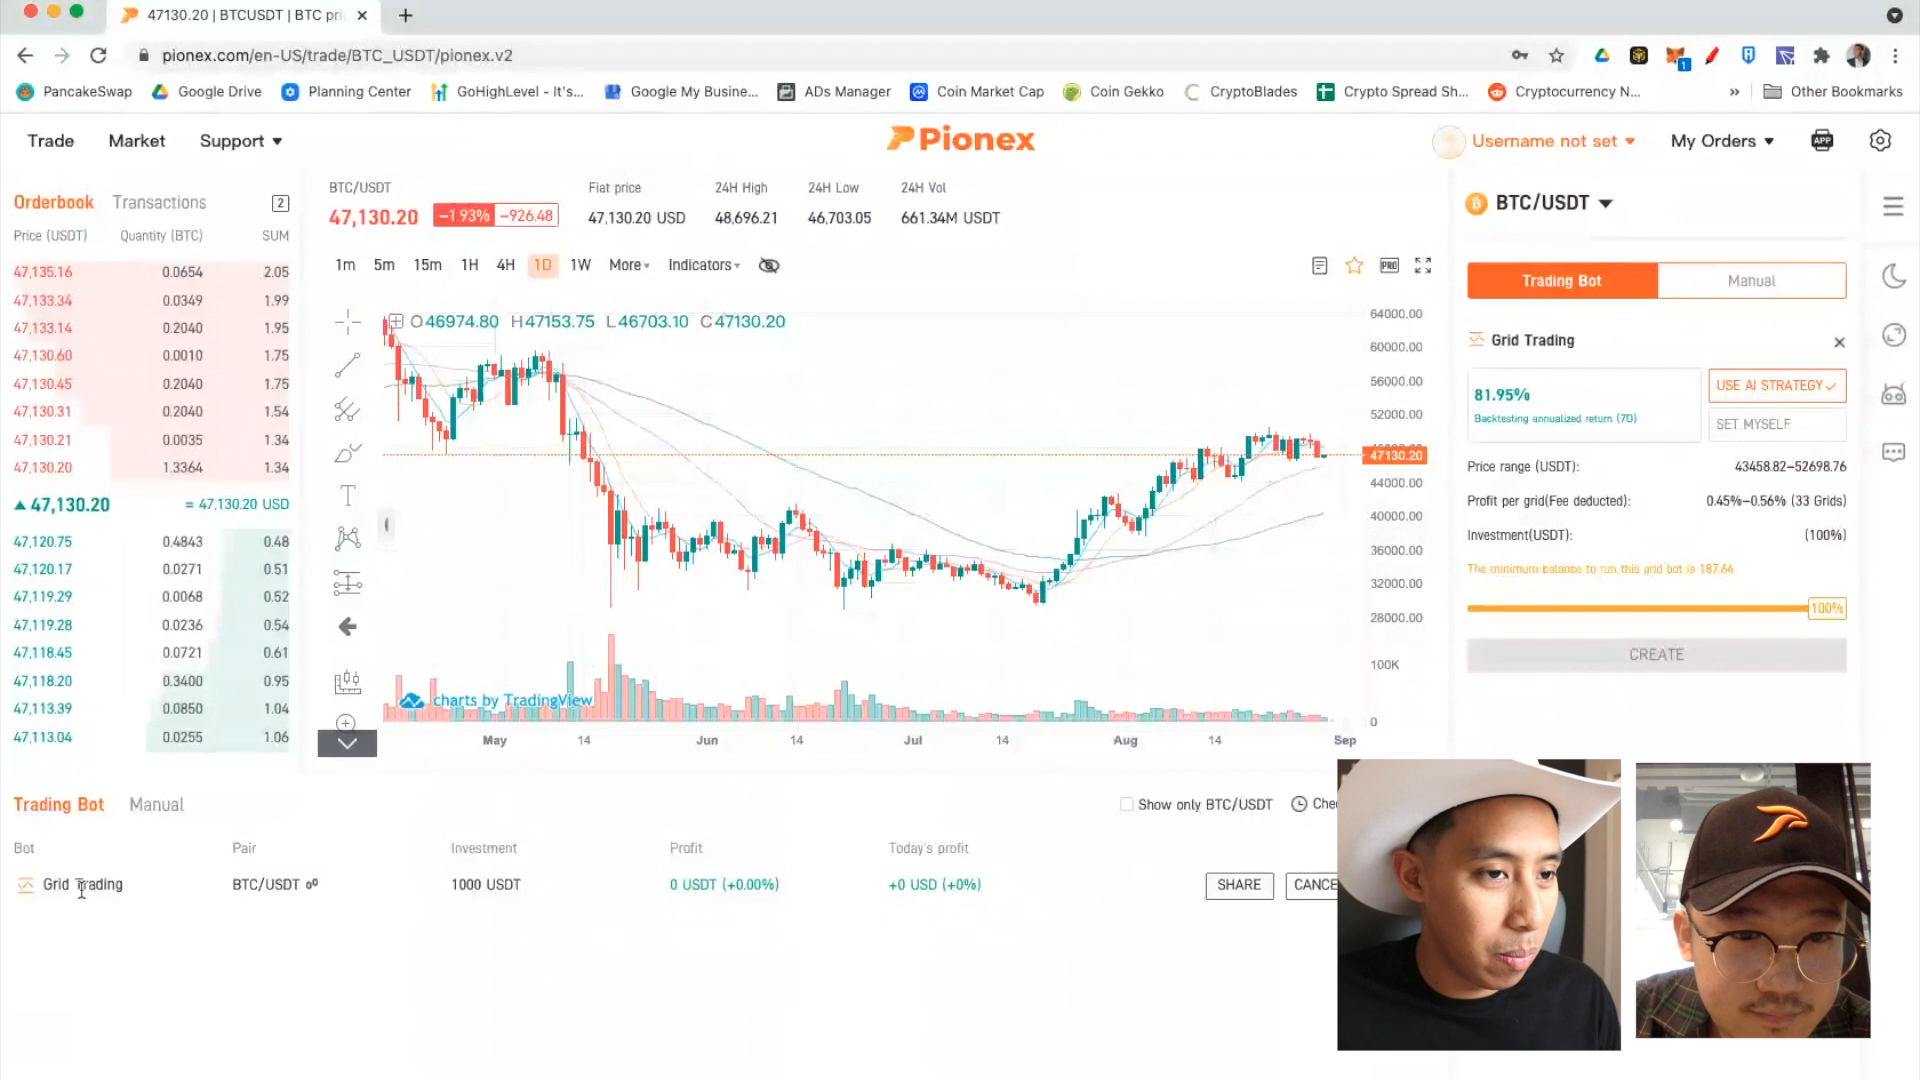 47130.20 | BTCUSDT | BTC pri
pionex.com/en-US/trade/BTC_USDT/pionex.v2
1
PancakeSwap
Google Drive
Planning Center
GoHighLevel - It's...
Google My Busine...
ADs Manager
Coin Market Cap
Coin Gekko
CryptoBlades
Crypto Spread Sh...
Cryptocurrency N...
»
Other Bookmarks
Trade
Market
Support
Pionex
Username not set
My Orders
APP
Orderbook
Transactions
2
Price (USDT)
Quantity (BTC)
SUM
47,135.16 0.0654 2.05
47,133.34 0.0349 1.99
47,133.14 0.2040 1.95
47,130.60 0.0010 1.75
47,130.45 0.2040 1.75
47,130.31 0.2040 1.54
47,130.21 0.0035 1.34
47,130.20 1.3364 1.34
47,130.20 = 47,130.20 USD
47,120.75 0.4843 0.48
47,120.17 0.0271 0.51
47,119.29 0.0068 0.52
47,119.28 0.0236 0.54
47,118.45 0.0721 0.61
47,118.20 0.3400 0.95
47,113.39 0.0850 1.04
47,113.04 0.0255 1.06
BTC/USDT
47,130.20
-1.93% -926.48
Fiat price
47,130.20 USD
24H High
48,696.21
24H Low
46,703.05
24H Vol
661.34M USDT
1m 5m 15m 1H 4H 1D 1W More Indicators
PRO
O46974.80 H47153.75 L46703.10 C47130.20
64000.00
60000.00
56000.00
52000.00
47130.20
44000.00
40000.00
36000.00
32000.00
28000.00
100K
0
charts by TradingView
May 14 Jun 14 Jul 14 Aug 14 Sep
BTC/USDT
Trading Bot
Manual
Grid Trading
81.95%
Backtesting annualized return (7D)
USE AI STRATEGY
SET MYSELF
Price range (USDT): 43458.82-52698.76
Profit per grid(Fee deducted): 0.45%-0.56% (33 Grids)
Investment(USDT): (100%)
The minimum balance to run this grid bot is 187.64
100%
CREATE
Trading Bot
Manual
Show only BTC/USDT
Bot Pair Investment Profit Today's profit
Grid Trading BTC/USDT 1000 USDT 0 USDT (+0.00%) +0 USD (+0%)
SHARE